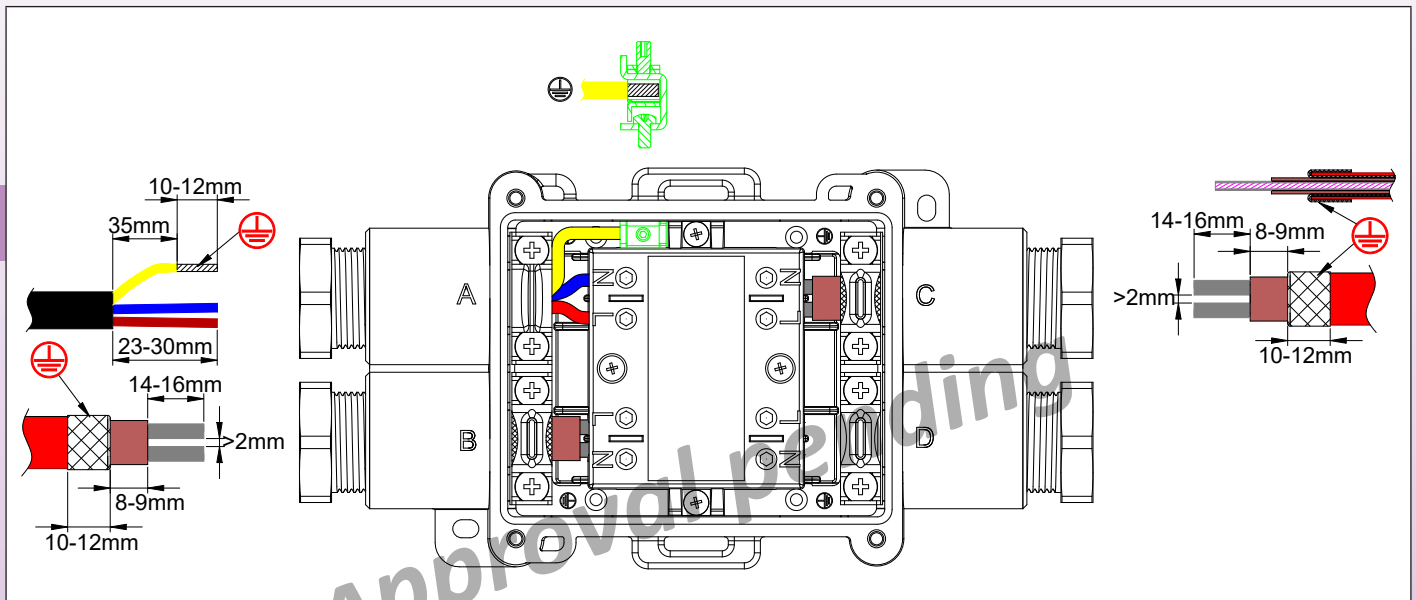 10-12mm
35mm
23-30mm
14-16mm
>2mm
8-9mm
10-12mm
A
B
C
D
N
L
L
N
N
L
L
N
14-16mm
8-9mm
>2mm
10-12mm
Approval pending